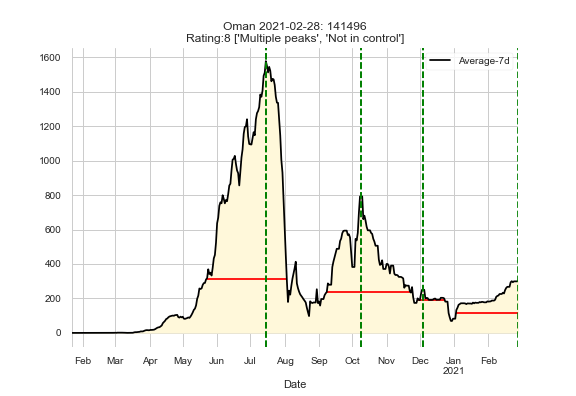 Oman 2021-02-28: 141496
Rating:8 ['Multiple peaks', 'Not in control']
Average-7d
1600
1400
1200
1000
800
600
400
200
0
Feb Mar Apr May Jun Jul Aug Sep Oct Nov Dec Jan Feb
2021
Date